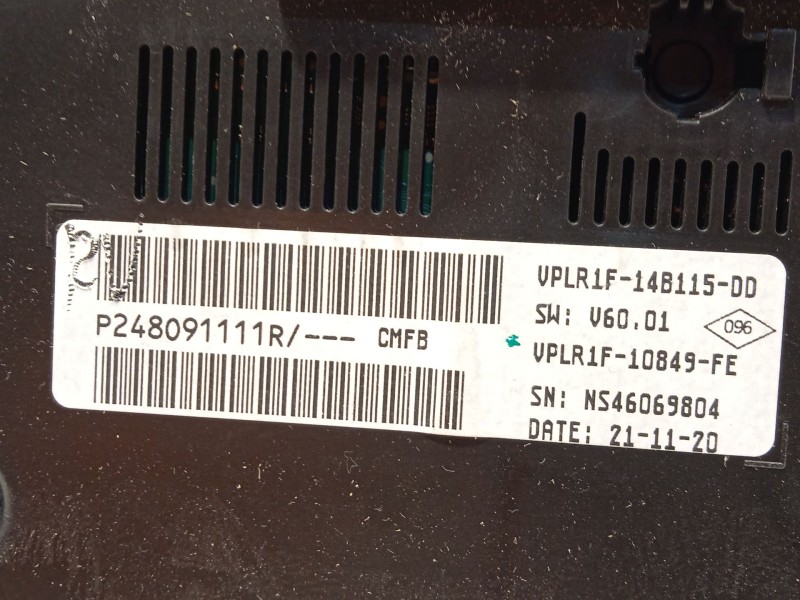 P248091111R/--- CMFB
VPLR1F-14B115-DD
SW: V60.01
096
VPLR1F-10849-FE
SN: NS46069804
DATE: 21-11-20